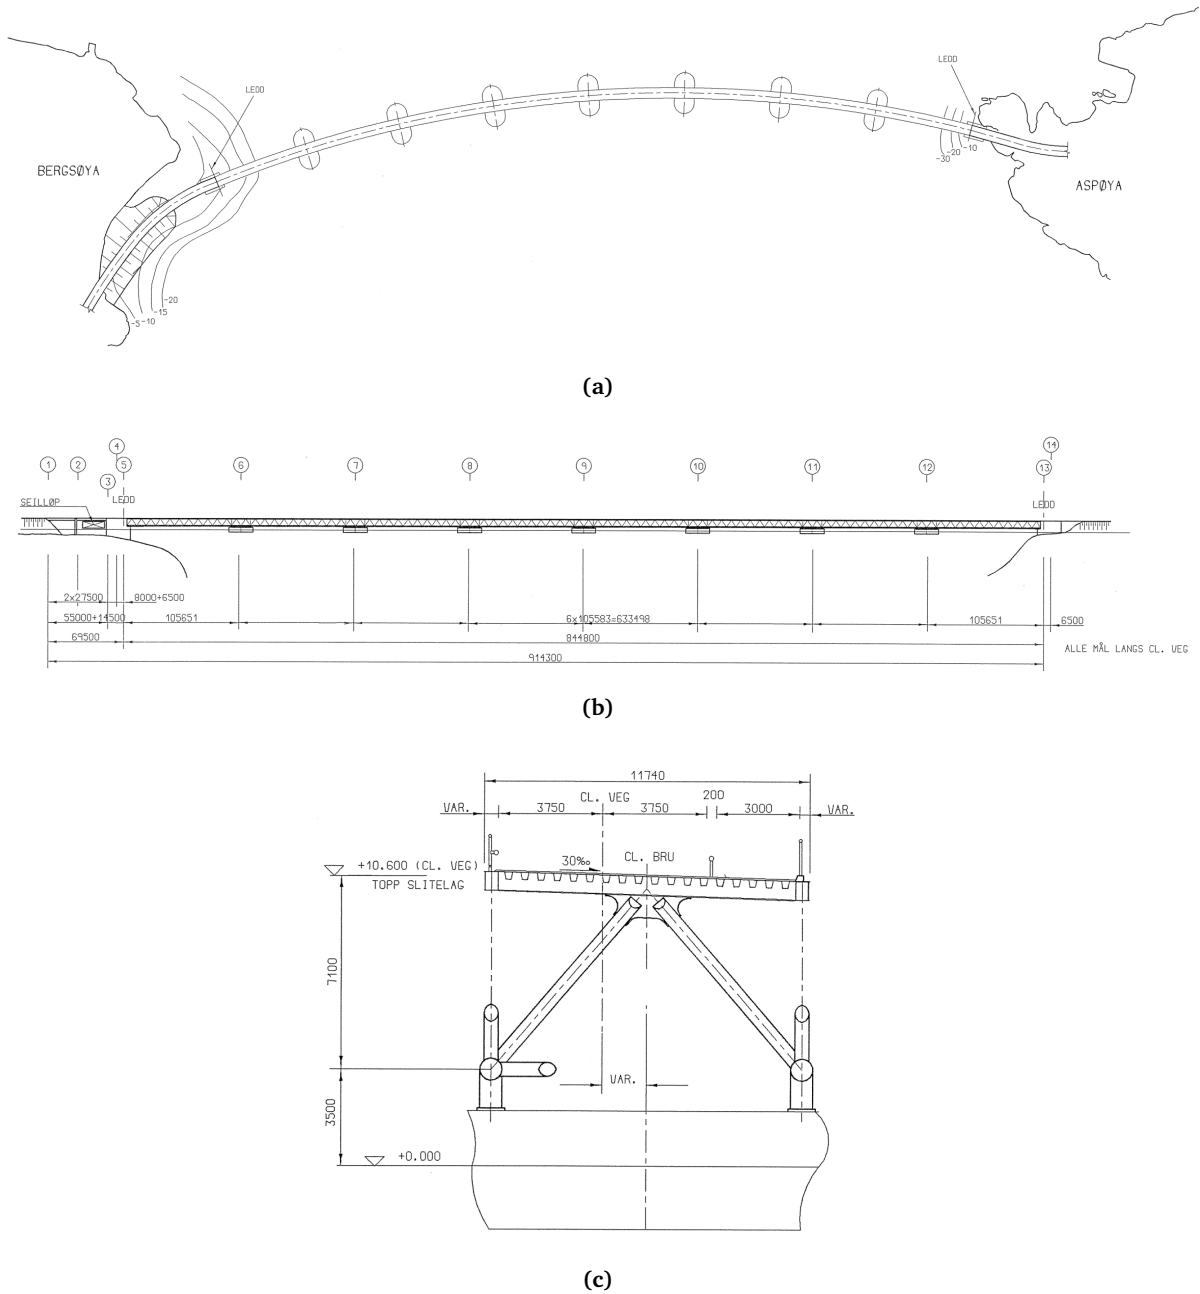 LEDD
LEDD
BERGSØYA
ASPØYA
-30 -20 -10
-20
-15
-5 -10
(a)
4
14
1 2 5 6 7 8 9 10 11 12 13
3
SEILLØP LEDD LEDD
2x27500 8000+6500
55000+14500 105651 6x105583=633498 105651 6500
69500 844800
914300
ALLE MÅL LANGS CL. VEG
(b)
11740
CL. VEG 200
VAR. 3750 3750 3000 VAR.
+10.600 (CL. VEG) 30‰ CL. BRU
TOPP SLITELAG
7100
VAR.
3500
+0.000
(c)